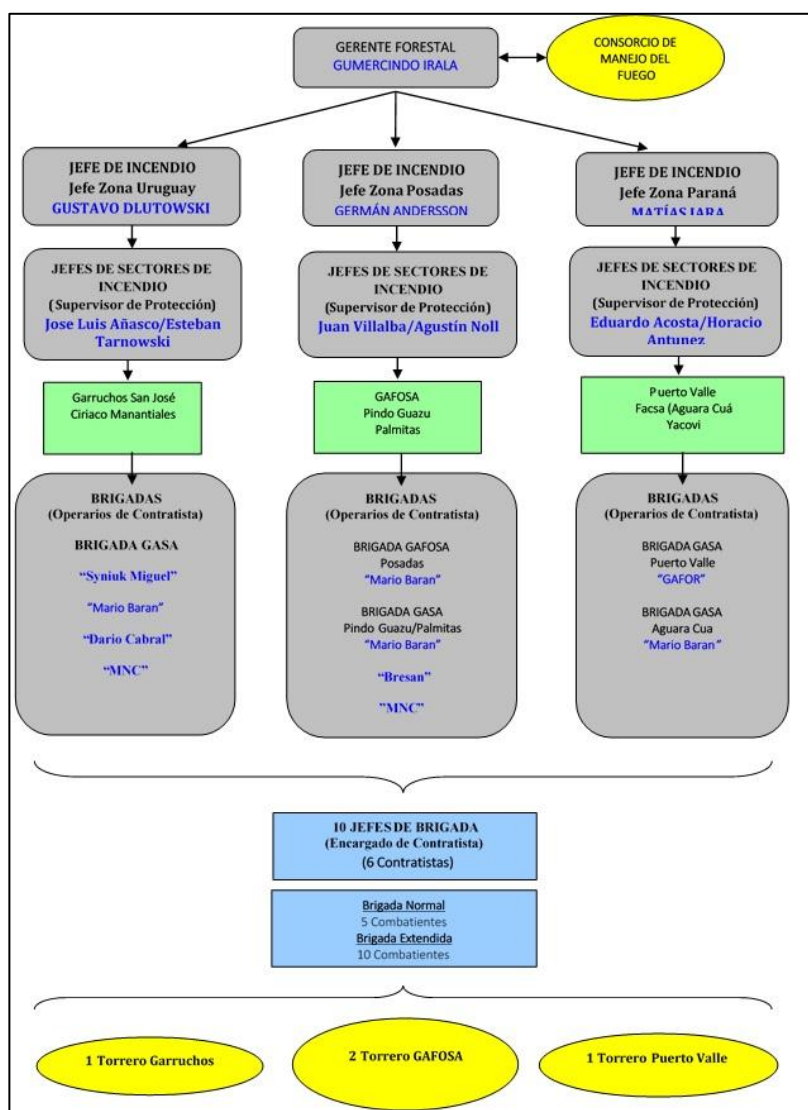 GERENTE FORESTAL
GUMERCINDO IRALA
CONSORCIO DE
MANEJO DEL
FUEGO
JEFE DE INCENDIO
Jefe Zona Uruguay
GUSTAVO DLUTOWSKI
JEFE DE INCENDIO
Jefe Zona Posadas
GERMÁN ANDERSSON
JEFE DE INCENDIO
Jefe Zona Paraná
MATÍAS JARA
JEFES DE SECTORES DE
INCENDIO
(Supervisor de Protección)
Jose Luis Añasco/Esteban
Tarnowski
JEFES DE SECTORES DE
INCENDIO
(Supervisor de Protección)
Juan Villalba/Agustín Noll
JEFES DE SECTORES DE
INCENDIO
(Supervisor de Protección)
Eduardo Acosta/Horacio
Antunez
Garruchos San José
Ciriaco Manantiales
GAFOSA
Pindo Guazu
Palmitas
Puerto Valle
Facsa (Aguara Cuá
Yacovi
BRIGADAS
(Operarios de Contratista)
BRIGADA GASA
“Syniuk Miguel”
“Mario Baran”
“Dario Cabral”
“MNC”
BRIGADAS
(Operarios de Contratista)
BRIGADA GAFOSA
Posadas
“Mario Baran”
BRIGADA GASA
Pindo Guazu/Palmitas
“Mario Baran”
“Bresan”
”MNC”
BRIGADAS
(Operarios de Contratista)
BRIGADA GASA
Puerto Valle
“GAFOR”
BRIGADA GASA
Aguara Cua
“Mario Baran”
10 JEFES DE BRIGADA
(Encargado de Contratista)
(6 Contratistas)
Brigada Normal
5 Combatientes
Brigada Extendida
10 Combatientes
1 Torrero Garruchos
2 Torrero GAFOSA
1 Torrero Puerto Valle